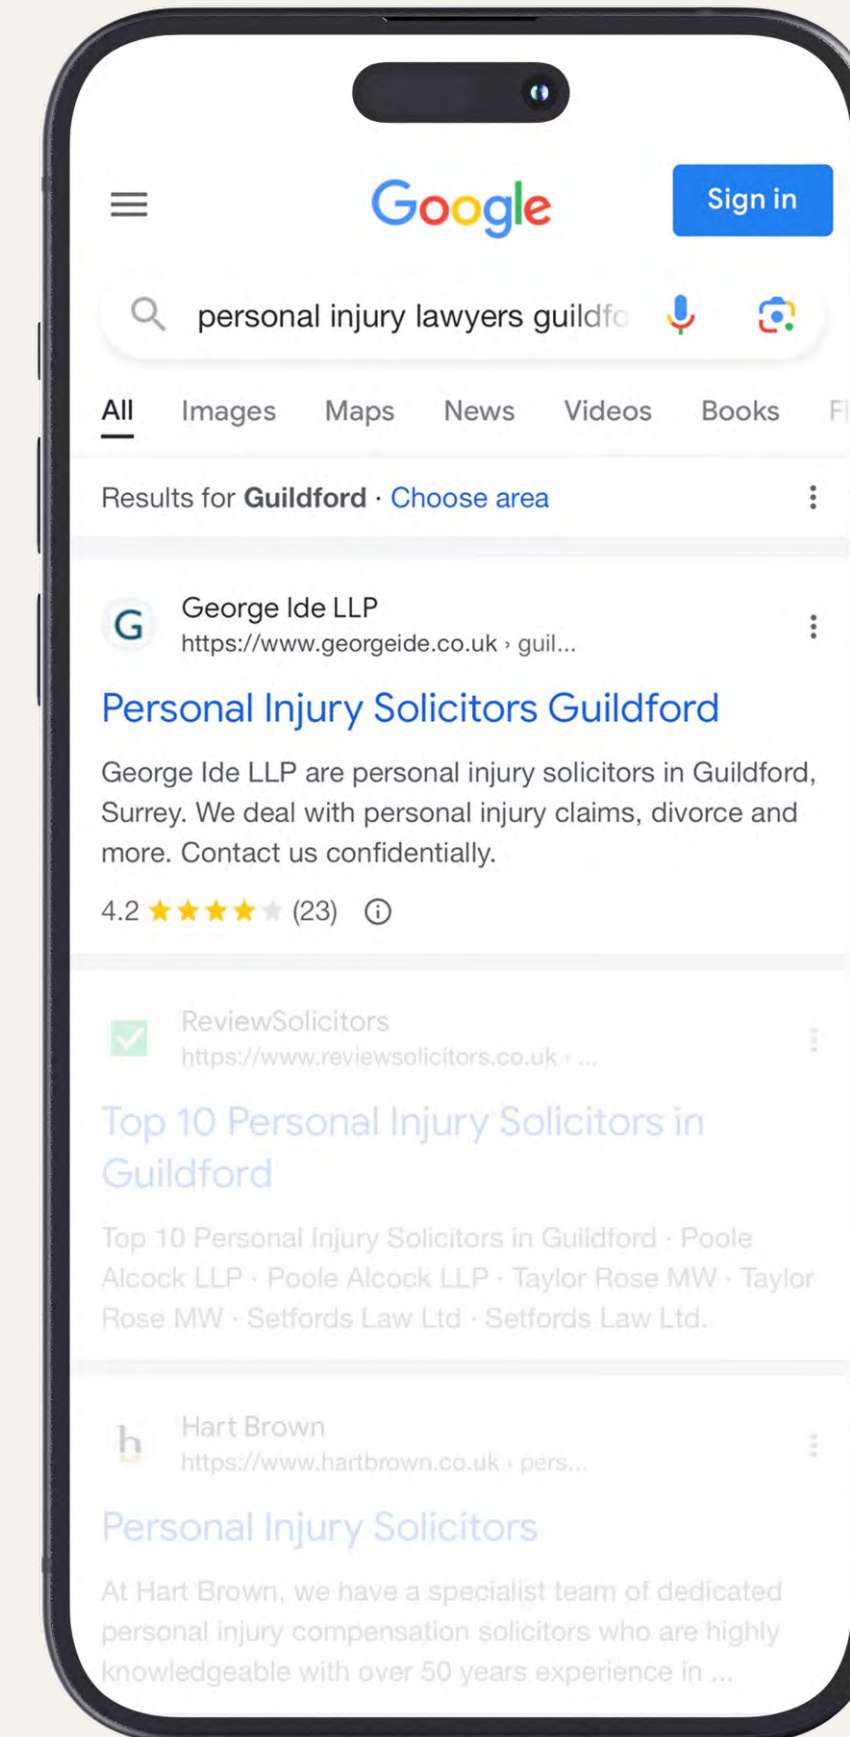 Google
Sign in
personal injury lawyers guildfo
All Images Maps News Videos Books
Results for Guildford · Choose area
G
George Ide LLP
https://www.georgeide.co.uk › guil...
Personal Injury Solicitors Guildford
George Ide LLP are personal injury solicitors in Guildford,
Surrey. We deal with personal injury claims, divorce and
more. Contact us confidentially.
4.2 (23)
ReviewSolicitors
https://www.reviewsolicitors.co.uk › ...
Top 10 Personal Injury Solicitors in
Guildford
Top 10 Personal Injury Solicitors in Guildford · Poole
Alcock LLP · Poole Alcock LLP · Taylor Rose MW · Taylor
Rose MW · Setfords Law Ltd · Setfords Law Ltd.
h
Hart Brown
https://www.hartbrown.co.uk › pers...
Personal Injury Solicitors
At Hart Brown, we have a specialist team of dedicated
personal injury compensation solicitors who are highly
knowledgeable with over 50 years experience in ...